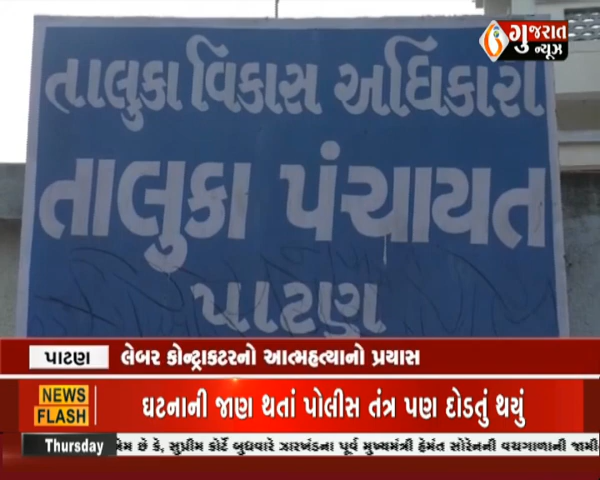 ગુજરાત
ન્યૂઝ
તાલુકા વિકાસ અધિકારી
તાલુકા પંચાયત
પાટણ
પાટણ લેબર કોન્ટ્રાકટરનો આત્મહત્યાનો પ્રયાસ
NEWS FLASH ઘટનાની જાણ થતાં પોલીસ તંત્ર પણ દોડતું થયું
Thursday છે કે, સુપ્રીમ કોર્ટે બુધવારે ઝારખંડના પૂર્વ મુખ્યમંત્રી હેમંત સોરેનની વચગાળાની જામી